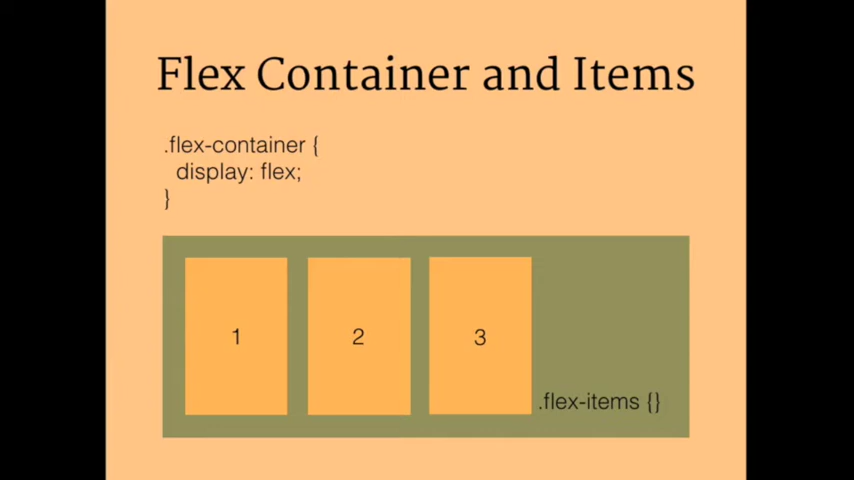 Flex Container and Items
.flex-container {
display: flex;
}
1 2 3
.flex-items {}